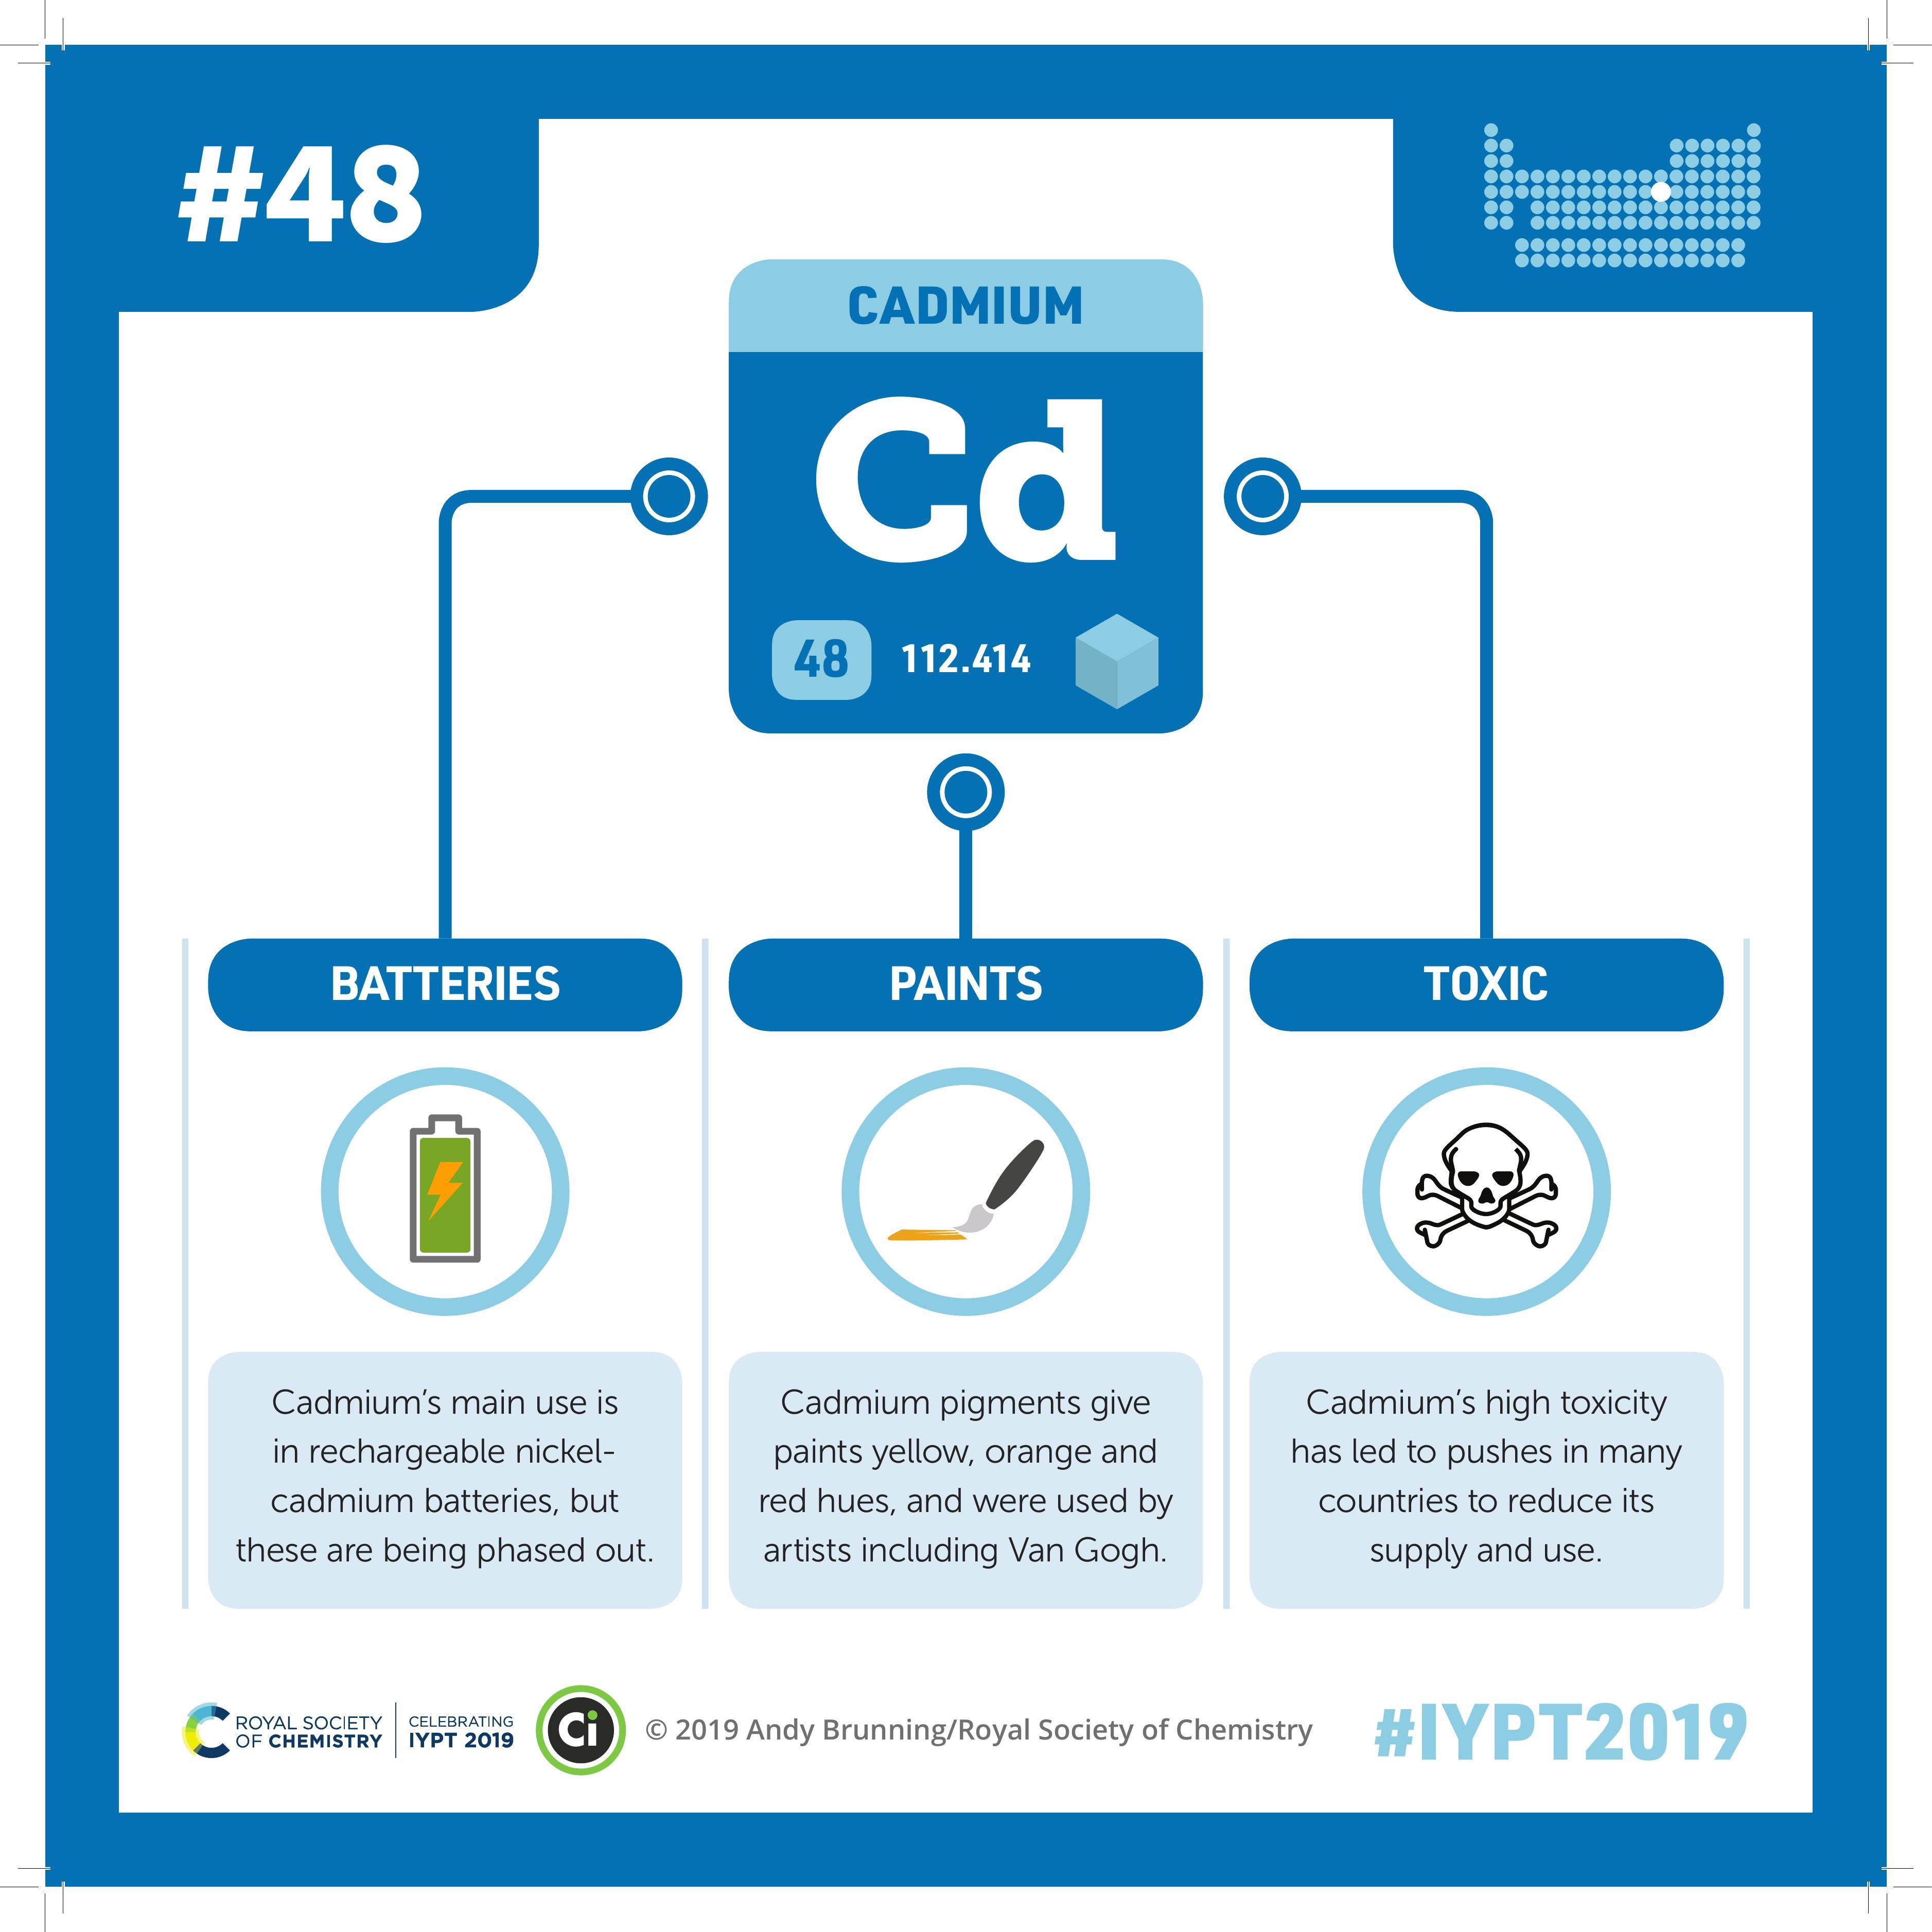 #48
CADMIUM
Cd
48
112.414
BATTERIES
Cadmium’s main use is
in rechargeable nickel-
cadmium batteries, but
these are being phased out.
PAINTS
Cadmium pigments give
paints yellow, orange and
red hues, and were used by
artists including Van Gogh.
TOXIC
Cadmium’s high toxicity
has led to pushes in many
countries to reduce its
supply and use.
ROYAL SOCIETY
OF CHEMISTRY
CELEBRATING
IYPT 2019
Ci
© 2019 Andy Brunning/Royal Society of Chemistry
#IYPT2019